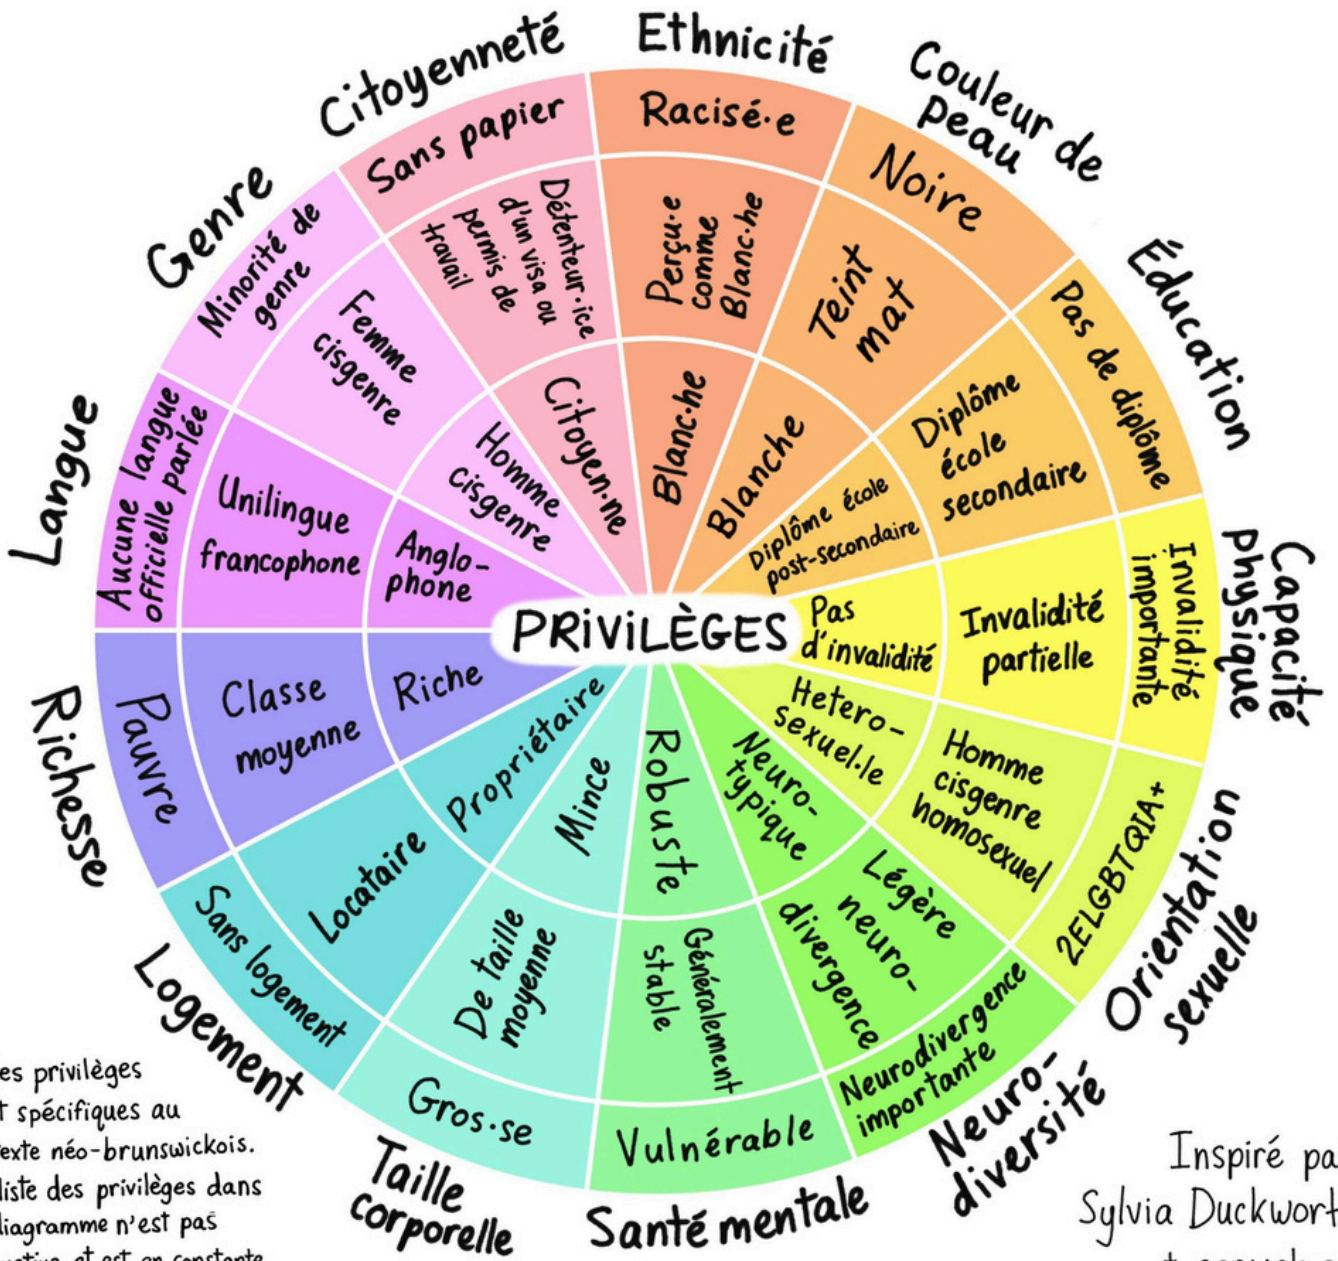 Citoyenneté
Sans papier
Détenteur·ice
d'un visa ou
permis de
travail
Citoyen·ne
Ethnicité
Racisé·e
Perçu·e
comme
Blanc·he
Blanc·he
Couleur de
peau
Noire
Teint
mat
Blanche
Éducation
Pas de diplôme
Diplôme
école
secondaire
Diplôme école
post-secondaire
Capacité
physique
Invalidité
importante
Invalidité
partielle
Pas
d'invalidité
Orientation
sexuelle
2ELGBTQIA+
Homme
cisgenre
homosexuel
Hetero-
sexuel·le
Neuro-
diversité
Neurodivergence
importante
Légère
neuro-
divergence
Neuro-
typique
Santé mentale
Vulnérable
Généralement
stable
Robuste
Taille
corporelle
Gros·se
De taille
moyenne
Mince
Logement
Sans logement
Locataire
Propriétaire
Richesse
Pauvre
Classe
moyenne
Riche
Langue
Aucune langue
officielle parlée
Unilingue
francophone
Anglo-
phone
Genre
Minorité de
genre
Femme
cisgenre
Homme
cisgenre
PRiViLÈGES
es privilèges
t spécifiques au
exte néo-brunswickois.
liste des privilèges dans
diagramme n'est pas
et est en constante
Inspiré pa
Sylvia Duckwort